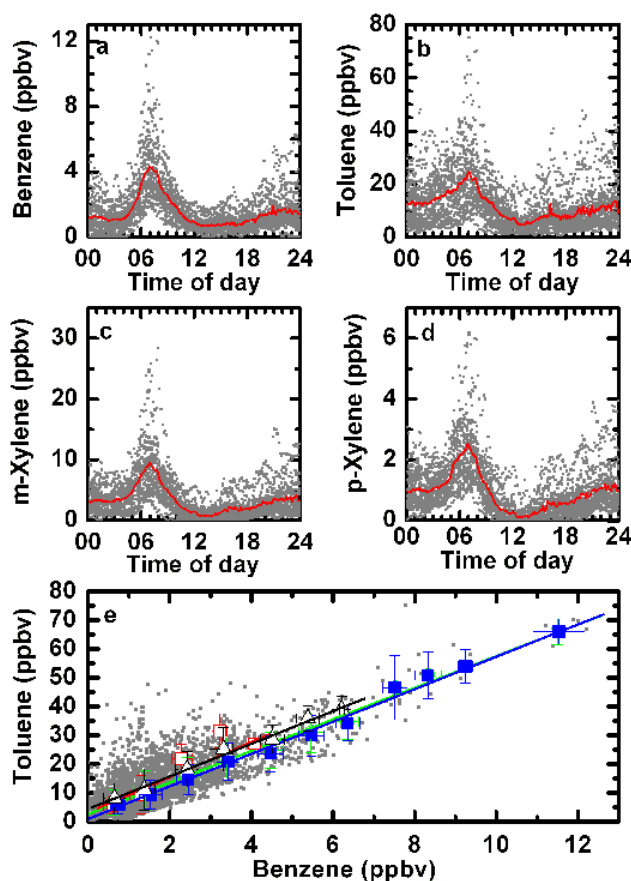 a
Benzene (ppbv)
12
8
4
0
00 06 12 18 24
Time of day
b
Toluene (ppbv)
80
60
40
20
0
00 06 12 18 24
Time of day
c
m-Xylene (ppbv)
30
20
10
0
00 06 12 18 24
Time of day
d
p-Xylene (ppbv)
6
4
2
0
00 06 12 18 24
Time of day
e
Toluene (ppbv)
80
70
60
50
40
30
20
10
0
0 2 4 6 8 10 12
Benzene (ppbv)